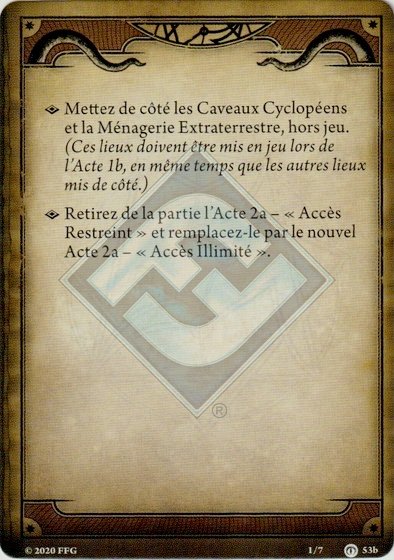 Mettez de côté les Caveaux Cyclopéens
et la Ménagerie Extraterrestre, hors jeu.
(Ces lieux doivent être mis en jeu lors de
l'Acte 1b, en même temps que les autres lieux
mis de côté.)
Retirez de la partie l'Acte 2a – « Accès
Restreint » et remplacez-le par le nouvel
Acte 2a – « Accès Illimité ».
®
© 2020 FFG 1/7 53b